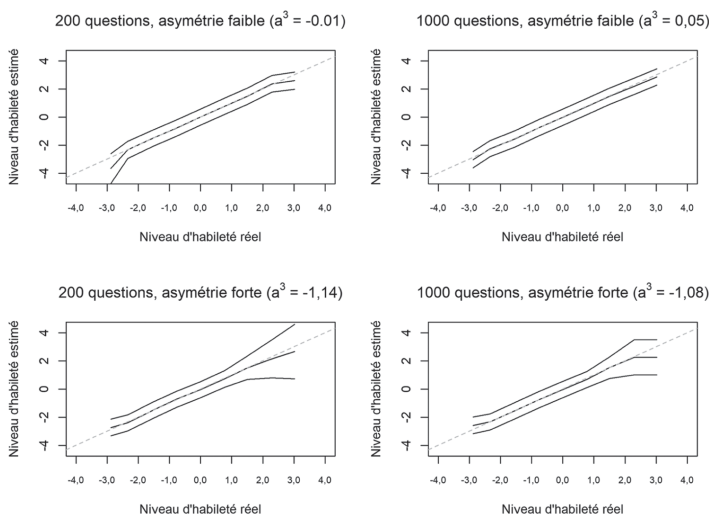 200 questions, asymétrie faible (a³ = -0.01)
Niveau d'habileté estimé
4
2
0
-2
-4
-4,0 -3,0 -2,0 -1,0 0,0 1,0 2,0 3,0 4,0
Niveau d'habileté réel
1000 questions, asymétrie faible (a³ = 0,05)
Niveau d'habileté estimé
4
2
0
-2
-4
-4,0 -3,0 -2,0 -1,0 0,0 1,0 2,0 3,0 4,0
Niveau d'habileté réel
200 questions, asymétrie forte (a³ = -1,14)
Niveau d'habileté estimé
4
2
0
-2
-4
-4,0 -3,0 -2,0 -1,0 0,0 1,0 2,0 3,0 4,0
Niveau d'habileté réel
1000 questions, asymétrie forte (a³ = -1,08)
Niveau d'habileté estimé
4
2
0
-2
-4
-4,0 -3,0 -2,0 -1,0 0,0 1,0 2,0 3,0 4,0
Niveau d'habileté réel